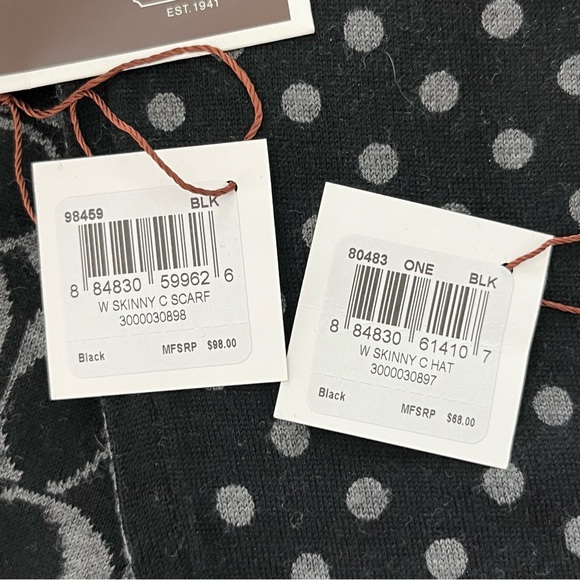 EST.1941
98459 BLK
8 84830 59962 6
W SKINNY C SCARF
3000030898
Black MFSRP $98.00
80483 ONE BLK
8 84830 61410 7
W SKINNY C HAT
3000030897
Black MFSRP $68.00